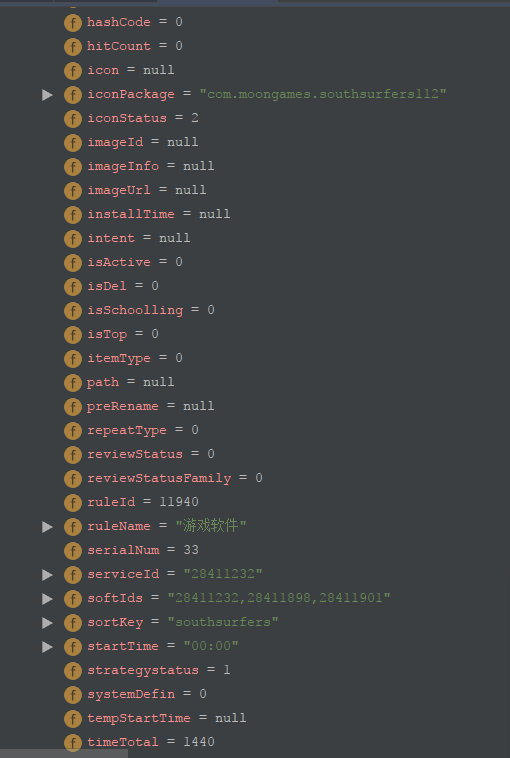 f hashCode = 0
f hitCount = 0
f icon = null
f iconPackage = "com.moongames.southsurfers112"
f iconStatus = 2
f imageId = null
f imageInfo = null
f imageUrl = null
f installTime = null
f intent = null
f isActive = 0
f isDel = 0
f isSchoolling = 0
f isTop = 0
f itemType = 0
f path = null
f preRename = null
f repeatType = 0
f reviewStatus = 0
f reviewStatusFamily = 0
f ruleId = 11940
f ruleName = "游戏软件"
f serialNum = 33
f serviceId = "28411232"
f softIds = "28411232,28411898,28411901"
f sortKey = "southsurfers"
f startTime = "00:00"
f strategystatus = 1
f systemDefin = 0
f tempStartTime = null
f timeTotal = 1440